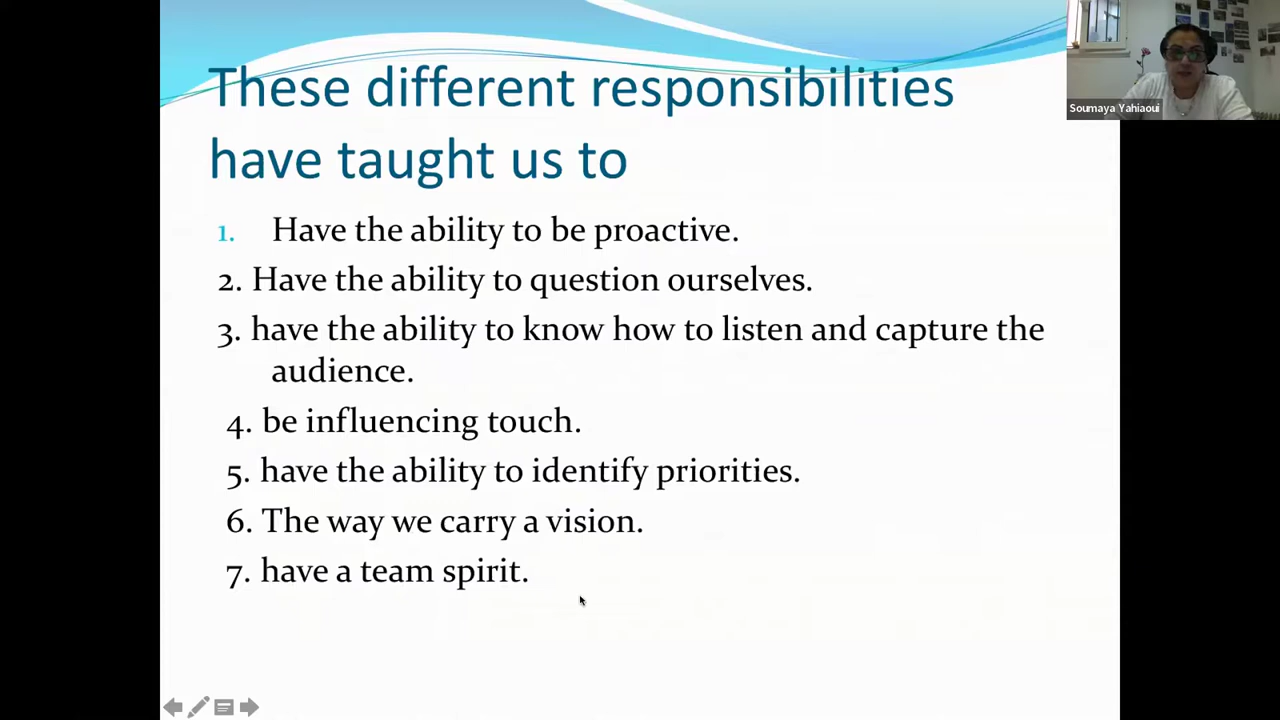 These different responsibilities
have taught us to
1. Have the ability to be proactive.
2. Have the ability to question ourselves.
3. have the ability to know how to listen and capture the
audience.
4. be influencing touch.
5. have the ability to identify priorities.
6. The way we carry a vision.
7. have a team spirit.
Soumaya Yahiaoui